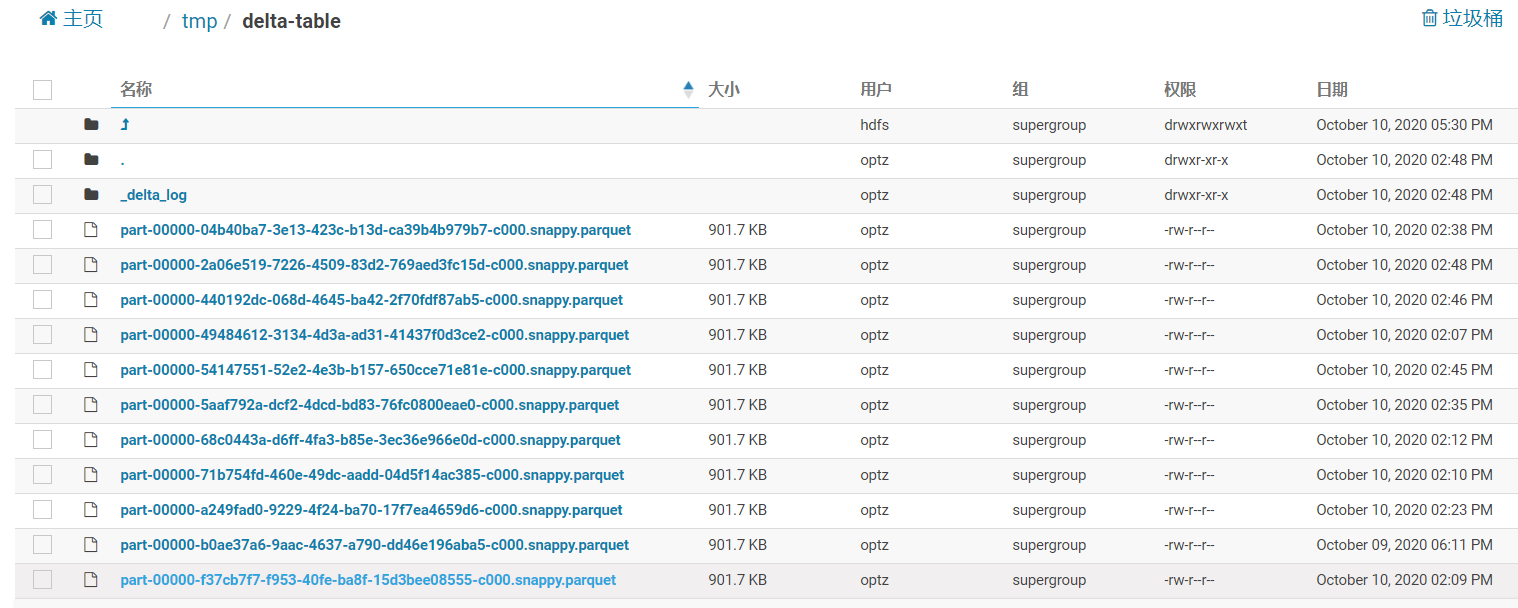 主页 / tmp / delta-table 垃圾桶
名称 大小 用户 组 权限 日期
hdfs supergroup drwxrwxrwxt October 10, 2020 05:30 PM
. optz supergroup drwxr-xr-x October 10, 2020 02:48 PM
_delta_log optz supergroup drwxr-xr-x October 10, 2020 02:48 PM
part-00000-04b40ba7-3e13-423c-b13d-ca39b4b979b7-c000.snappy.parquet 901.7 KB optz supergroup -rw-r--r-- October 10, 2020 02:38 PM
part-00000-2a06e519-7226-4509-83d2-769aed3fc15d-c000.snappy.parquet 901.7 KB optz supergroup -rw-r--r-- October 10, 2020 02:48 PM
part-00000-440192dc-068d-4645-ba42-2f70fdf87ab5-c000.snappy.parquet 901.7 KB optz supergroup -rw-r--r-- October 10, 2020 02:46 PM
part-00000-49484612-3134-4d3a-ad31-41437f0d3ce2-c000.snappy.parquet 901.7 KB optz supergroup -rw-r--r-- October 10, 2020 02:07 PM
part-00000-54147551-52e2-4e3b-b157-650cce71e81e-c000.snappy.parquet 901.7 KB optz supergroup -rw-r--r-- October 10, 2020 02:45 PM
part-00000-5aaf792a-dcf2-4dcd-bd83-76fc0800eae0-c000.snappy.parquet 901.7 KB optz supergroup -rw-r--r-- October 10, 2020 02:35 PM
part-00000-68c0443a-d6ff-4fa3-b85e-3ec36e966e0d-c000.snappy.parquet 901.7 KB optz supergroup -rw-r--r-- October 10, 2020 02:12 PM
part-00000-71b754fd-460e-49dc-aadd-04d5f14ac385-c000.snappy.parquet 901.7 KB optz supergroup -rw-r--r-- October 10, 2020 02:10 PM
part-00000-a249fad0-9229-4f24-ba70-17f7ea4659d6-c000.snappy.parquet 901.7 KB optz supergroup -rw-r--r-- October 10, 2020 02:23 PM
part-00000-b0ae37a6-9aac-4637-a790-dd46e196aba5-c000.snappy.parquet 901.7 KB optz supergroup -rw-r--r-- October 09, 2020 06:11 PM
part-00000-f37cb7f7-f953-40fe-ba8f-15d3bee08555-c000.snappy.parquet 901.7 KB optz supergroup -rw-r--r-- October 10, 2020 02:09 PM